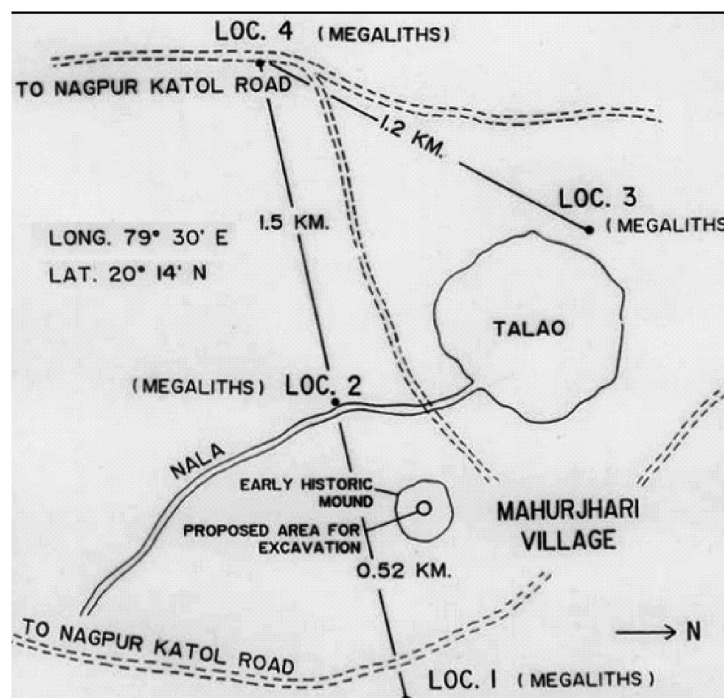 LOC. 4 (MEGALITHS)
TO NAGPUR KATOL ROAD
1.2 KM.
LOC. 3
(MEGALITHS)
1.5 KM.
LONG. 79° 30' E
LAT. 20° 14' N
TALAO
(MEGALITHS) LOC. 2
NALA
EARLY HISTORIC
MOUND
PROPOSED AREA FOR
EXCAVATION
MAHURJHARI
VILLAGE
0.52 KM.
TO NAGPUR KATOL ROAD
N
LOC. 1 (MEGALITHS)